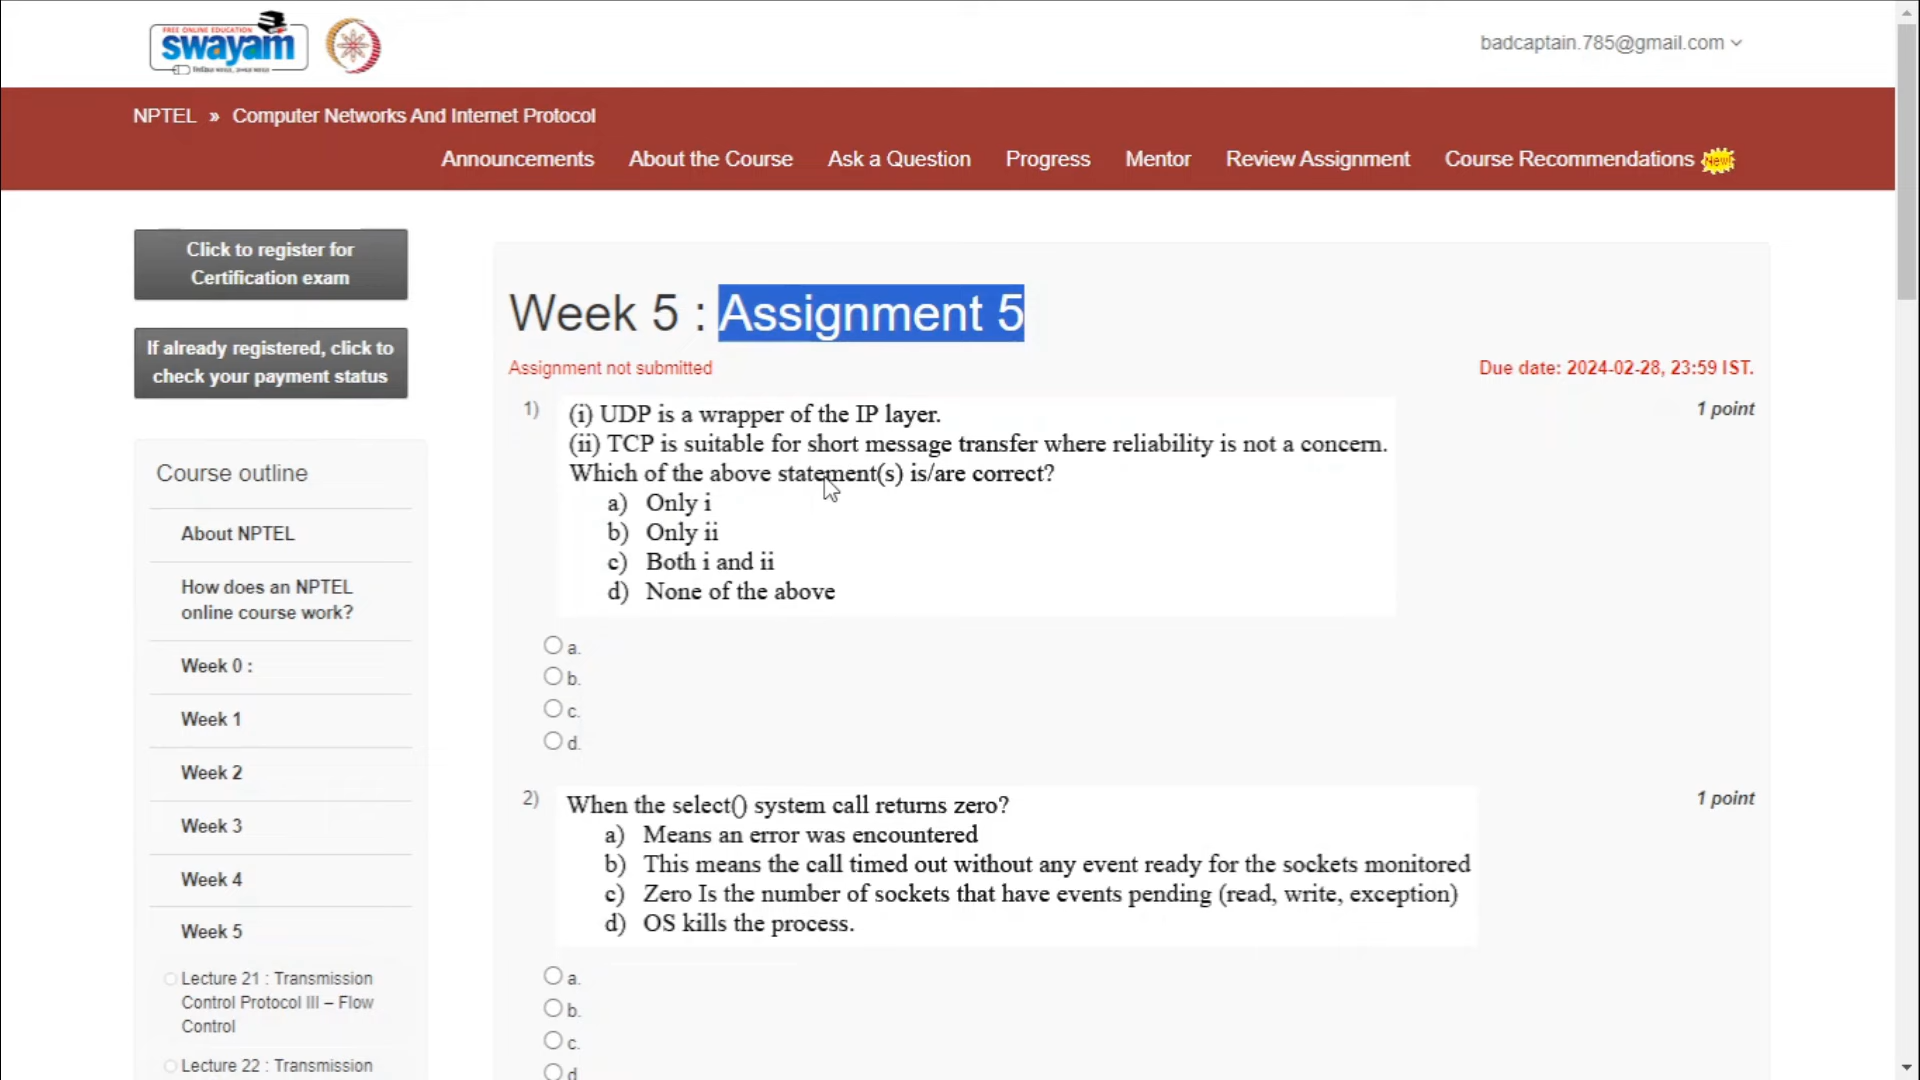 FREE ONLINE EDUCATION
swayam
badcaptain.785@gmail.com
NPTEL » Computer Networks And Internet Protocol
Announcements About the Course Ask a Question Progress Mentor Review Assignment Course Recommendations New
Click to register for
Certification exam
If already registered, click to
check your payment status
Course outline
About NPTEL
How does an NPTEL
online course work?
Week 0 :
Week 1
Week 2
Week 3
Week 4
Week 5
Lecture 21 : Transmission
Control Protocol III – Flow
Control
Lecture 22 : Transmission
Week 5 : Assignment 5
Assignment not submitted Due date: 2024-02-28, 23:59 IST.
1) (i) UDP is a wrapper of the IP layer. 1 point
(ii) TCP is suitable for short message transfer where reliability is not a concern.
Which of the above statement(s) is/are correct?
a) Only i
b) Only ii
c) Both i and ii
d) None of the above
a.
b.
c.
d.
2) When the select() system call returns zero? 1 point
a) Means an error was encountered
b) This means the call timed out without any event ready for the sockets monitored
c) Zero Is the number of sockets that have events pending (read, write, exception)
d) OS kills the process.
a.
b.
c.
d